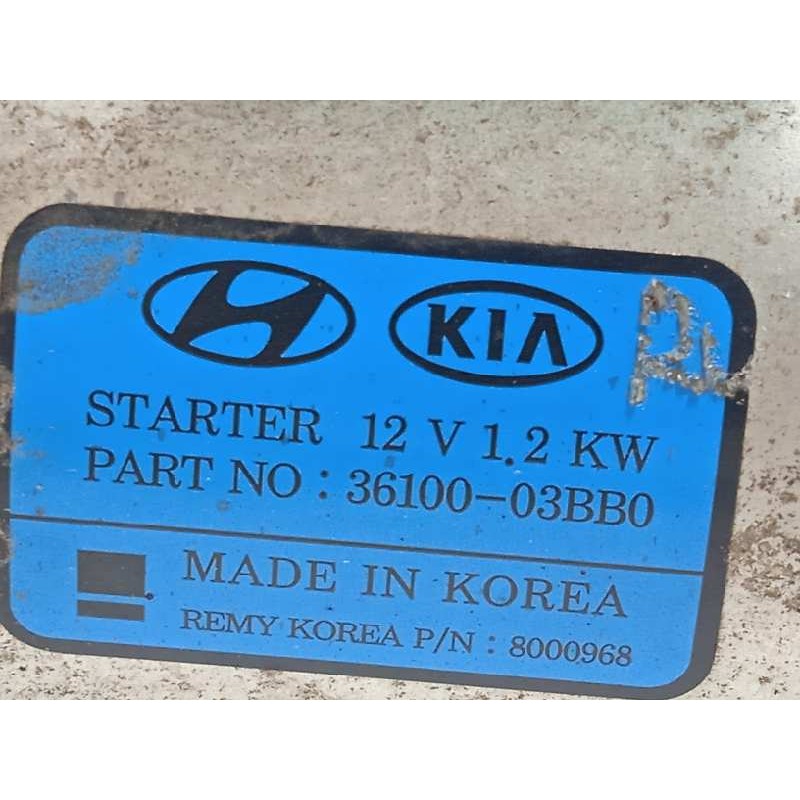 KIA
STARTER 12 V 1.2 KW
PART NO : 36100-03BB0
MADE IN KOREA
REMY KOREA P/N : 8000968